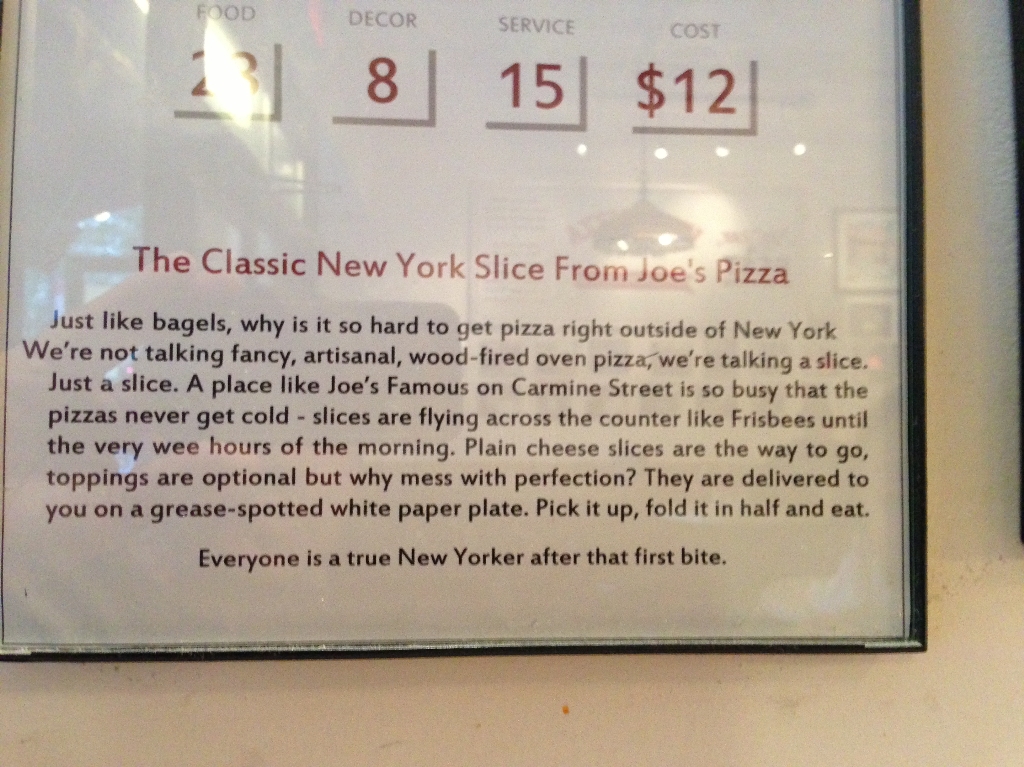 FOOD DECOR SERVICE COST
23 8 15 $12
The Classic New York Slice From Joe's Pizza
Just like bagels, why is it so hard to get pizza right outside of New York
We're not talking fancy, artisanal, wood-fired oven pizza, we're talking a slice.
Just a slice. A place like Joe's Famous on Carmine Street is so busy that the
pizzas never get cold - slices are flying across the counter like Frisbees until
the very wee hours of the morning. Plain cheese slices are the way to go,
toppings are optional but why mess with perfection? They are delivered to
you on a grease-spotted white paper plate. Pick it up, fold it in half and eat.
Everyone is a true New Yorker after that first bite.